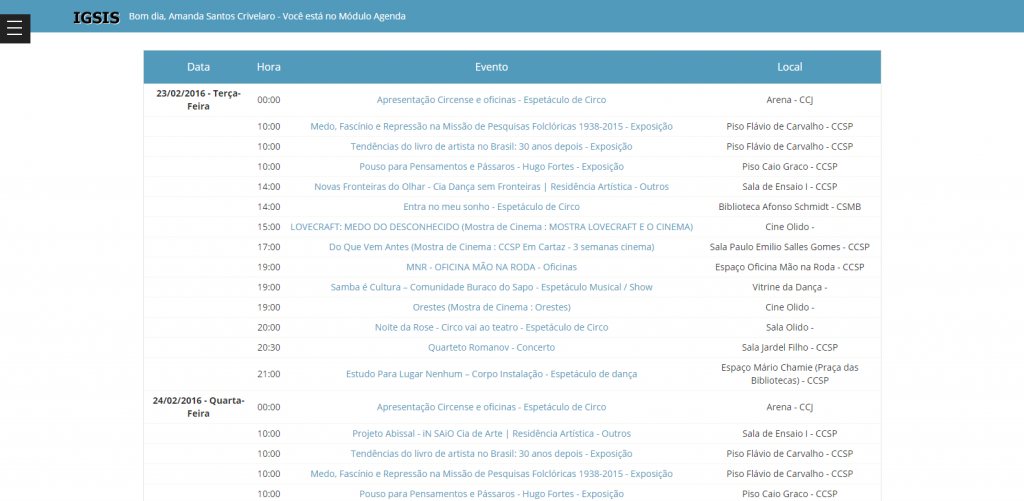 IGSIS Bom dia, Amanda Santos Crivelaro - Você está no Módulo Agenda
Data Hora Evento Local
23/02/2016 - Terça-
Feira
00:00 Apresentação Circense e oficinas - Espetáculo de Circo Arena - CCJ
10:00 Medo, Fascínio e Repressão na Missão de Pesquisas Folclóricas 1938-2015 - Exposição Piso Flávio de Carvalho - CCSP
10:00 Tendências do livro de artista no Brasil: 30 anos depois - Exposição Piso Flávio de Carvalho - CCSP
10:00 Pouso para Pensamentos e Pássaros - Hugo Fortes - Exposição Piso Caio Graco - CCSP
14:00 Novas Fronteiras do Olhar - Cia Dança sem Fronteiras | Residência Artística - Outros Sala de Ensaio I - CCSP
14:00 Entra no meu sonho - Espetáculo de Circo Biblioteca Afonso Schmidt - CSMB
15:00 LOVECRAFT: MEDO DO DESCONHECIDO (Mostra de Cinema : MOSTRA LOVECRAFT E O CINEMA) Cine Olido -
17:00 Do Que Vem Antes (Mostra de Cinema : CCSP Em Cartaz - 3 semanas cinema) Sala Paulo Emilio Salles Gomes - CCSP
19:00 MNR - OFICINA MÃO NA RODA - Oficinas Espaço Oficina Mão na Roda - CCSP
19:00 Samba é Cultura – Comunidade Buraco do Sapo - Espetáculo Musical / Show Vitrine da Dança -
19:00 Orestes (Mostra de Cinema : Orestes) Cine Olido -
20:00 Noite da Rose - Circo vai ao teatro - Espetáculo de Circo Sala Olido -
20:30 Quarteto Romanov - Concerto Sala Jardel Filho - CCSP
21:00 Estudo Para Lugar Nenhum – Corpo Instalação - Espetáculo de dança Espaço Mário Chamie (Praça das
Bibliotecas) - CCSP
24/02/2016 - Quarta-
Feira
00:00 Apresentação Circense e oficinas - Espetáculo de Circo Arena - CCJ
10:00 Projeto Abissal - iN SAiO Cia de Arte | Residência Artística - Outros Sala de Ensaio I - CCSP
10:00 Tendências do livro de artista no Brasil: 30 anos depois - Exposição Piso Flávio de Carvalho - CCSP
10:00 Medo, Fascínio e Repressão na Missão de Pesquisas Folclóricas 1938-2015 - Exposição Piso Flávio de Carvalho - CCSP
10:00 Pouso para Pensamentos e Pássaros - Hugo Fortes - Exposição Piso Caio Graco - CCSP